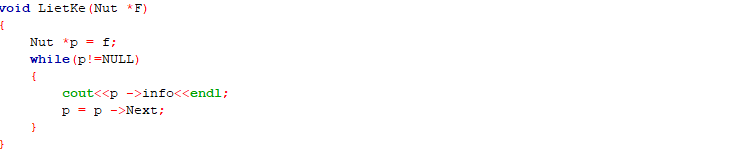 void LietKe(Nut *F)
{
    Nut *p = f;
    while(p!=NULL)
    {
        cout<<p ->info<<endl;
        p = p ->Next;
    }
}